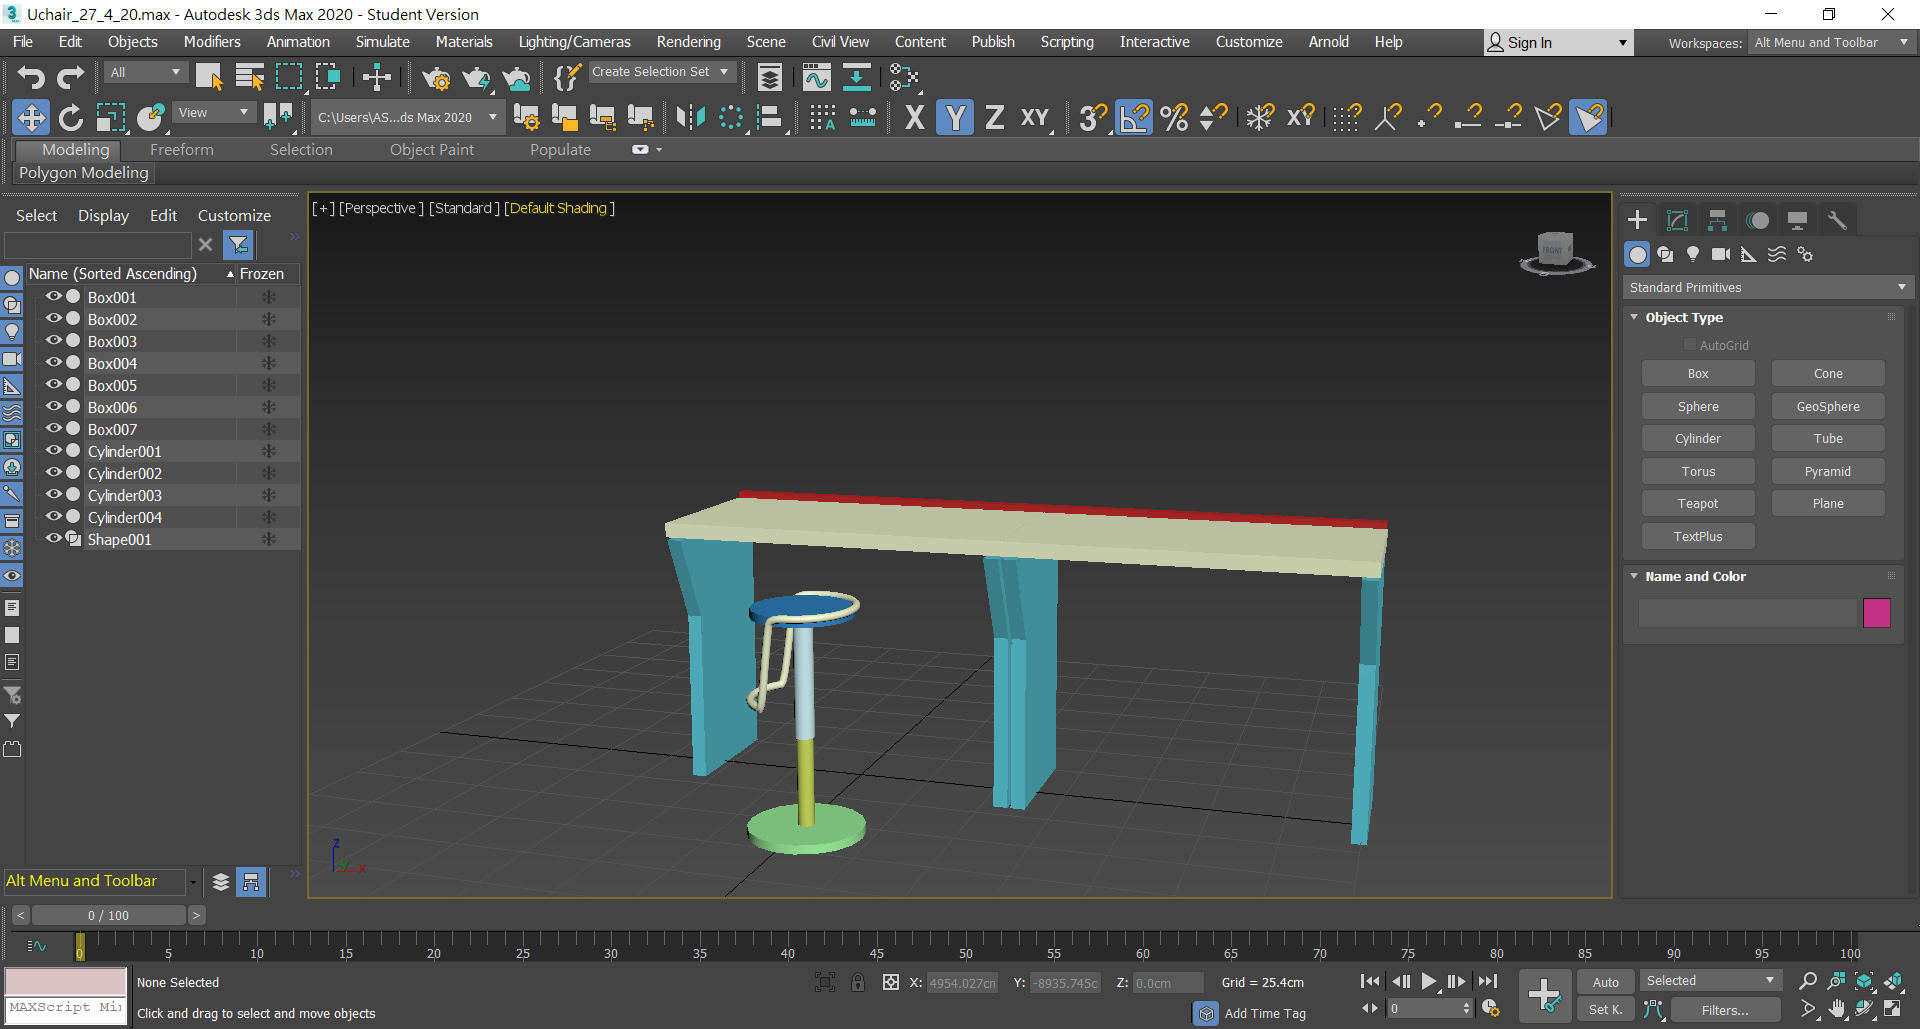 Uchair_27_4_20.max - Autodesk 3ds Max 2020 - Student Version
File Edit Objects Modifiers Animation Simulate Materials Lighting/Cameras Rendering Scene Civil View Content Publish Scripting Interactive Customize Arnold Help Sign In Workspaces: Alt Menu and Toolbar
All Create Selection Set
View C:\Users\AS...ds Max 2020 X Y Z XY 3 % XY
Modeling Freeform Selection Object Paint Populate
Polygon Modeling
Select Display Edit Customize
Name (Sorted Ascending) Frozen
Box001
Box002
Box003
Box004
Box005
Box006
Box007
Cylinder001
Cylinder002
Cylinder003
Cylinder004
Shape001
Alt Menu and Toolbar
[+] [Perspective ] [Standard ] [Default Shading ]
FRONT
z
x
Standard Primitives
Object Type
AutoGrid
Box Cone
Sphere GeoSphere
Cylinder Tube
Torus Pyramid
Teapot Plane
TextPlus
Name and Color
< 0 / 100 >
0 5 10 15 20 25 30 35 40 45 50 55 60 65 70 75 80 85 90 95 100
None Selected X: 4954.027cm Y: -8935.745c Z: 0.0cm Grid = 25.4cm Auto Selected
MAXScript Mi
Click and drag to select and move objects Add Time Tag 0 Set K. Filters...